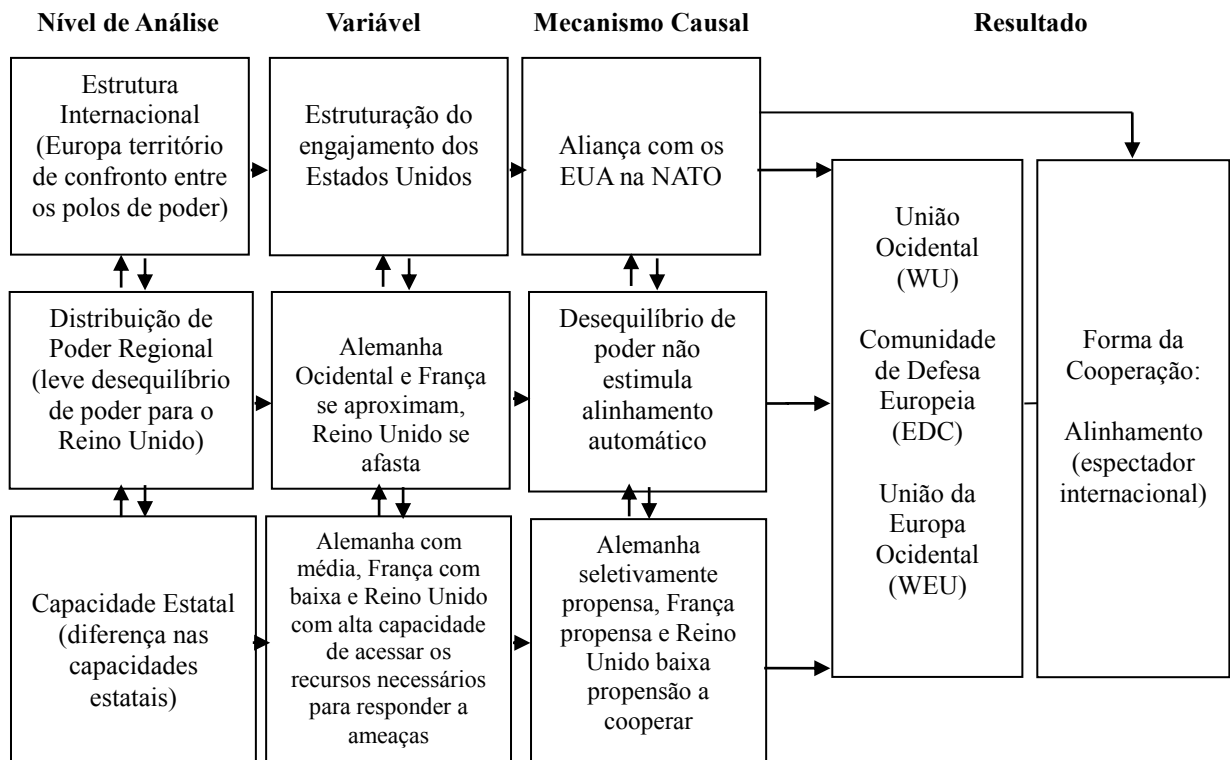 Nível de Análise
Variável
Mecanismo Causal
Resultado
Estrutura
Internacional
(Europa território
de confronto entre
os polos de poder)
Estruturação do
engajamento dos
Estados Unidos
Aliança com os
EUA na NATO
Distribuição de
Poder Regional
(leve desequilíbrio
de poder para o
Reino Unido)
Alemanha
Ocidental e França
se aproximam,
Reino Unido se
afasta
Desequilíbrio de
poder não
estimula
alinhamento
automático
Capacidade Estatal
(diferença nas
capacidades
estatais)
Alemanha com
média, França com
baixa e Reino Unido
com alta capacidade
de acessar os
recursos necessários
para responder a
ameaças
Alemanha
seletivamente
propensa, França
propensa e Reino
Unido baixa
propensão a
cooperar
União
Ocidental
(WU)
Comunidade
de Defesa
Europeia
(EDC)
União da
Europa
Ocidental
(WEU)
Forma da
Cooperação:
Alinhamento
(espectador
internacional)